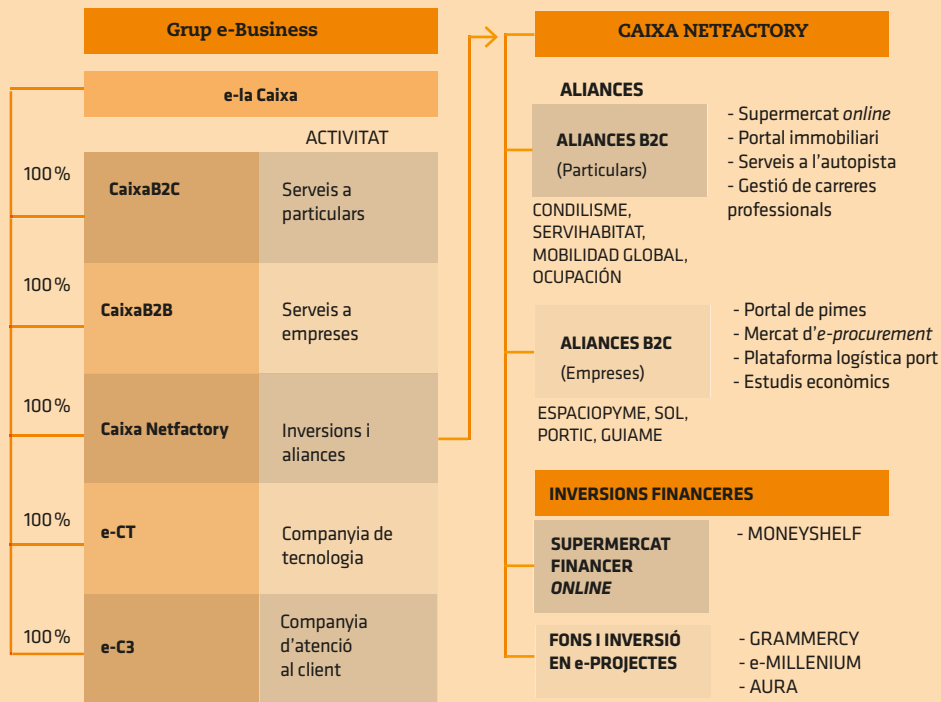 Grup e-Business
e-la Caixa
ACTIVITAT
100 %
CaixaB2C
Serveis a
particulars
100 %
CaixaB2B
Serveis a
empreses
100 %
Caixa Netfactory
Inversions i
aliances
100 %
e-CT
Companyia de
tecnologia
100 %
e-C3
Companyia
d'atenció
al client
CAIXA NETFACTORY
ALIANCES
ALIANCES B2C
(Particulars)
- Supermercat online
- Portal immobiliari
- Serveis a l'autopista
- Gestió de carreres
professionals
CONDILISME,
SERVIHABITAT,
MOBILIDAD GLOBAL,
OCUPACIÓN
ALIANCES B2C
(Empreses)
- Portal de pimes
- Mercat d'e-procurement
- Plataforma logística port
- Estudis econòmics
ESPACIOPYME, SOL,
PORTIC, GUIAME
INVERSIONS FINANCERES
SUPERMERCAT
FINANCER
ONLINE
- MONEYSHELF
FONS I INVERSIÓ
EN e-PROJECTES
- GRAMMERCY
- e-MILLENIUM
- AURA